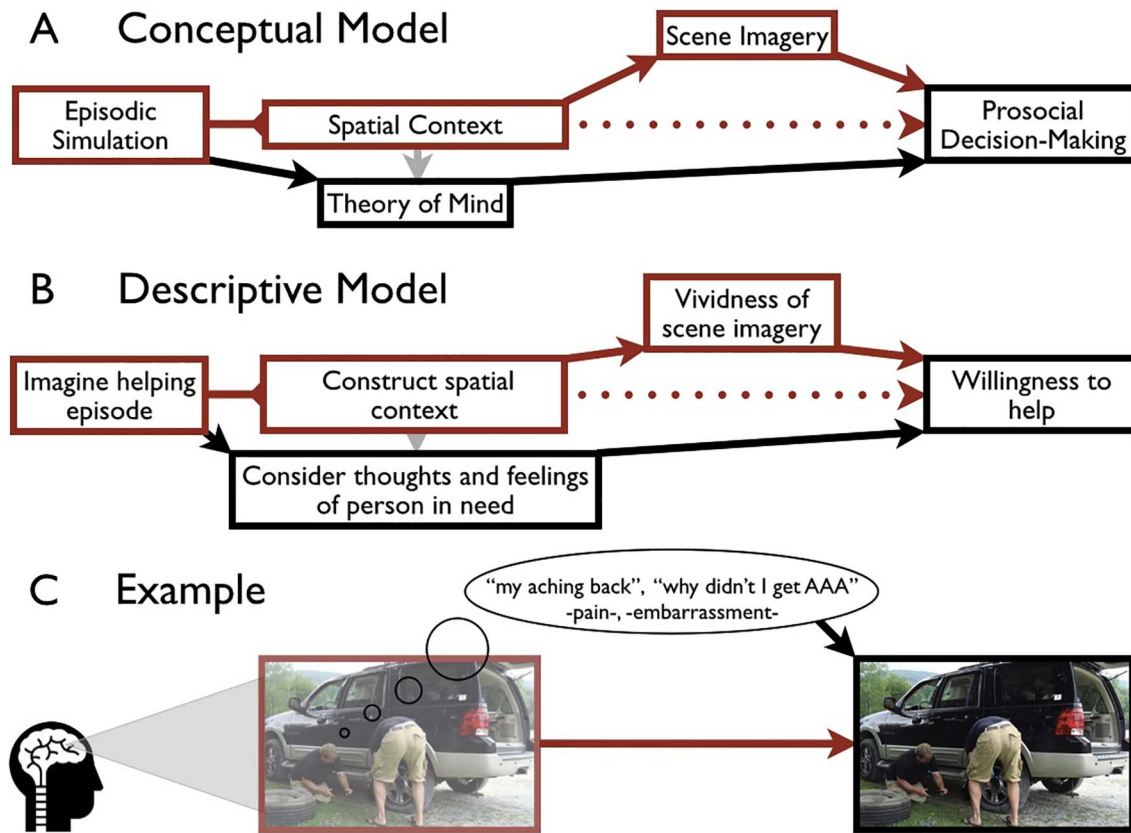 A Conceptual Model
Scene Imagery
Episodic
Simulation
Spatial Context
Prosocial
Decision-Making
Theory of Mind
B Descriptive Model
Vividness of
scene imagery
Imagine helping
episode
Construct spatial
context
Willingness to
help
Consider thoughts and feelings
of person in need
C Example
“my aching back”, “why didn’t I get AAA”
-pain-, -embarrassment-